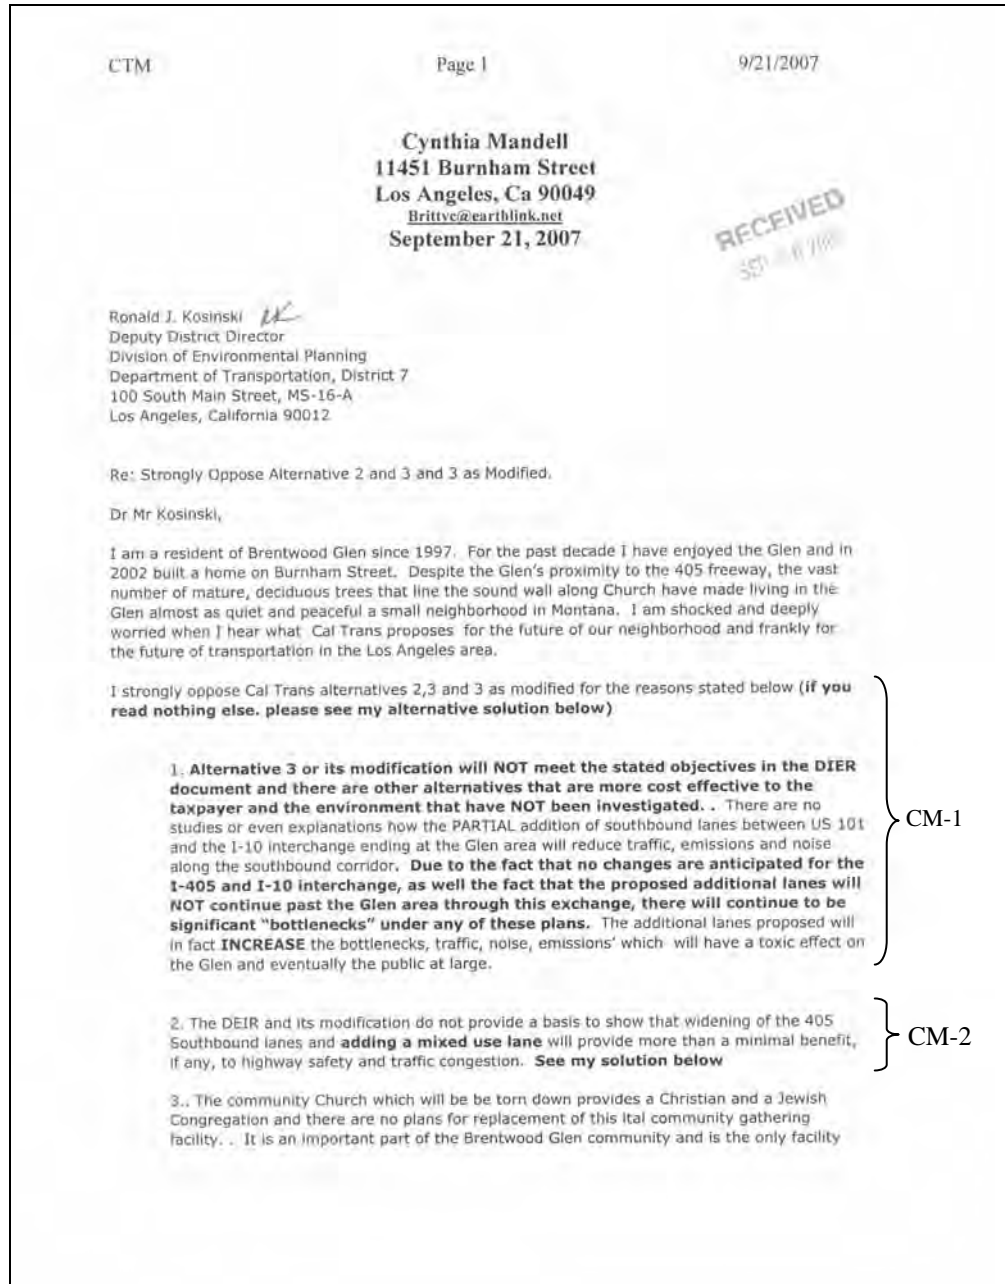 CTM Page 1 9/21/2007
Cynthia Mandell
11451 Burnham Street
Los Angeles, Ca 90049
Brittvc@earthlink.net
September 21, 2007
RECEIVED
SEP
Ronald J. Kosinski
Deputy District Director
Division of Environmental Planning
Department of Transportation, District 7
100 South Main Street, MS-16-A
Los Angeles, California 90012
Re: Strongly Oppose Alternative 2 and 3 and 3 as Modified.
Dr Mr Kosinski,
I am a resident of Brentwood Glen since 1997. For the past decade I have enjoyed the Glen and in
2002 built a home on Burnham Street. Despite the Glen's proximity to the 405 freeway, the vast
number of mature, deciduous trees that line the sound wall along Church have made living in the
Glen almost as quiet and peaceful a small neighborhood in Montana. I am shocked and deeply
worried when I hear what Cal Trans proposes for the future of our neighborhood and frankly for
the future of transportation in the Los Angeles area.
I strongly oppose Cal Trans alternatives 2,3 and 3 as modified for the reasons stated below (if you
read nothing else. please see my alternative solution below)
1. Alternative 3 or its modification will NOT meet the stated objectives in the DIER
document and there are other alternatives that are more cost effective to the
taxpayer and the environment that have NOT been investigated. . There are no
studies or even explanations how the PARTIAL addition of southbound lanes between US 101
and the I-10 interchange ending at the Glen area will reduce traffic, emissions and noise
along the southbound corridor. Due to the fact that no changes are anticipated for the
I-405 and I-10 interchange, as well the fact that the proposed additional lanes will
NOT continue past the Glen area through this exchange, there will continue to be
significant "bottlenecks" under any of these plans. The additional lanes proposed will
in fact INCREASE the bottlenecks, traffic, noise, emissions' which will have a toxic effect on
the Glen and eventually the public at large.
CM-1
2. The DEIR and its modification do not provide a basis to show that widening of the 405
Southbound lanes and adding a mixed use lane will provide more than a minimal benefit,
if any, to highway safety and traffic congestion. See my solution below
CM-2
3.. The community Church which will be be torn down provides a Christian and a Jewish
Congregation and there are no plans for replacement of this ital community gathering
facility. . It is an important part of the Brentwood Glen community and is the only facility